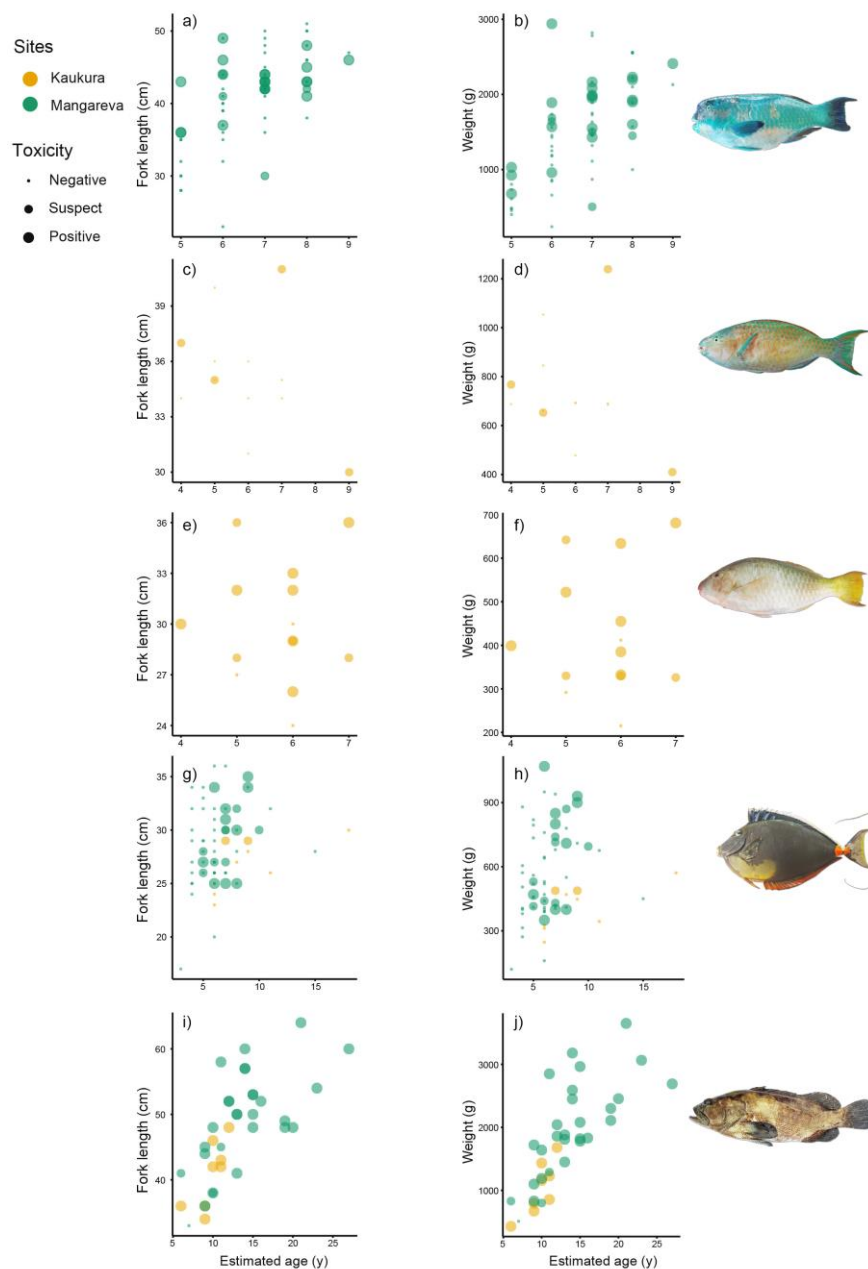 Sites
Kaukura
Mangareva
Toxicity
Negative
Suspect
Positive
a)
Fork length (cm)
50
40
30
5 6 7 8 9
b)
Weight (g)
3000
2000
1000
5 6 7 8 9
c)
Fork length (cm)
39
36
33
30
4 5 6 7 8 9
d)
Weight (g)
1200
1000
800
600
400
4 5 6 7 8 9
e)
Fork length (cm)
36
33
30
27
24
4 5 6 7
f)
Weight (g)
700
600
500
400
300
200
4 5 6 7
g)
Fork length (cm)
35
30
25
20
5 10 15
h)
Weight (g)
900
600
300
5 10 15
i)
Fork length (cm)
60
50
40
5 10 15 20 25
Estimated age (y)
j)
Weight (g)
3000
2000
1000
5 10 15 20 25
Estimated age (y)